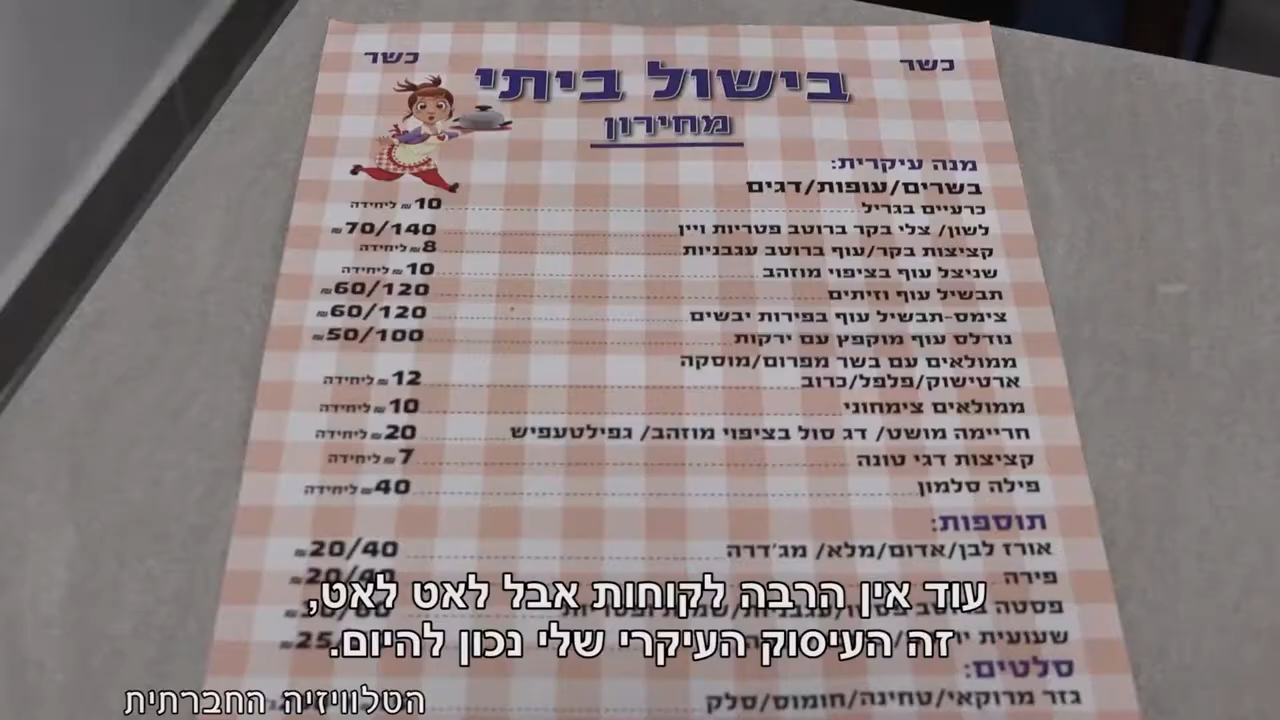 כשר
כשר
בישול ביתי
מחירון
מנה עיקרית:
בשרים/עופות/דגים
כרעיים בגריל 10 ₪ ליחידה
לשון/ צלי בקר ברוטב פטריות ויין 70/140 ₪
קציצות בקר/עוף ברוטב עגבניות 8 ₪ ליחידה
שניצל עוף בציפוי מוזהב 10 ₪ ליחידה
תבשיל עוף וזיתים 60/120 ₪
צימס-תבשיל עוף בפירות יבשים 60/120 ₪
נודלס עוף מוקפץ עם ירקות 50/100 ₪
ממולאים עם בשר מפרום/מוסקה
ארטישוק/פלפל/כרוב 12 ₪ ליחידה
ממולאים צימחוני 10 ₪ ליחידה
חריימה מושט/ דג סול בציפוי מוזהב/ גפילטעפיש 20 ₪ ליחידה
קציצות דגי טונה 7 ₪ ליחידה
פילה סלמון 40 ₪ ליחידה
תוספות:
אורז לבן/אדום/מלא/ מג'דרה 20/40 ₪
פירה 20/40 ₪
פסטה
שעועית
עוד אין הרבה לקוחות אבל לאט לאט,
זה העיסוק העיקרי שלי נכון להיום.
סלטים:
גזר מרוקאי/טחינה/חומוס/סלק
הטלוויזיה החברתית